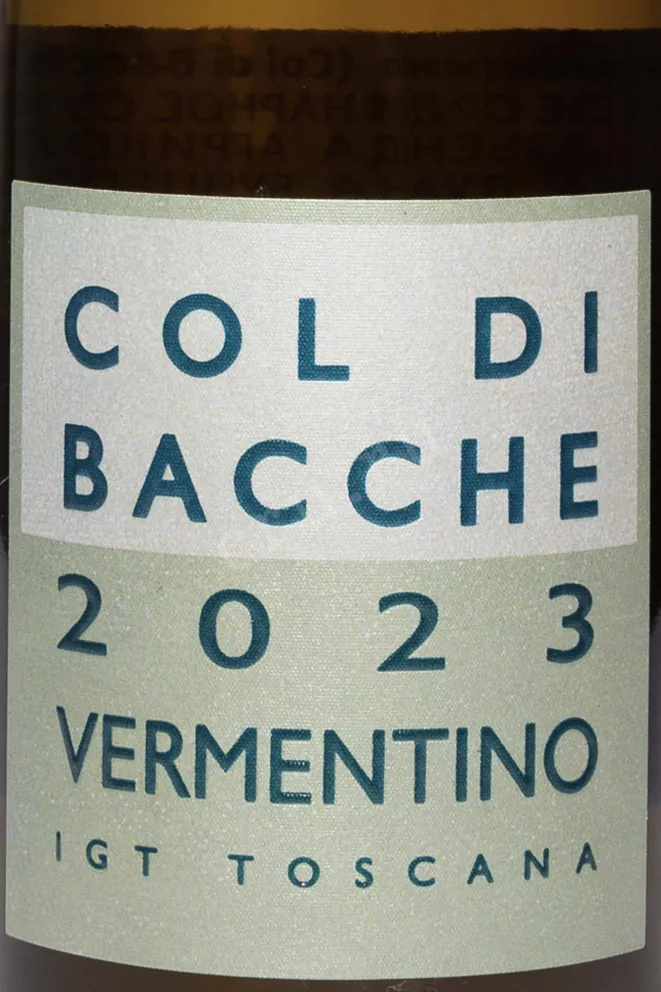 COL DI
BACCHE
2023
VERMENTINO
IGT TOSCANA